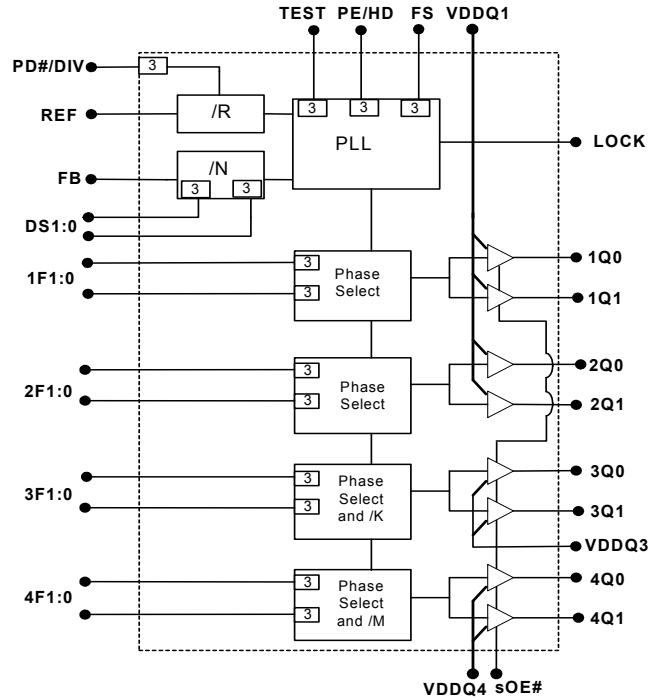 TEST PE/HD FS VDDQ1
PD#/DIV 3
REF /R 3 3 3
PLL LOCK
FB /N
3 3
DS1:0
1F1:0 3 Phase Select 3 1Q0
1Q1
2F1:0 3 Phase Select 3 2Q0
2Q1
3F1:0 3 Phase Select and /K 3 3Q0
3Q1
VDDQ3
4F1:0 3 Phase Select and /M 3 4Q0
4Q1
VDDQ4 sOE#